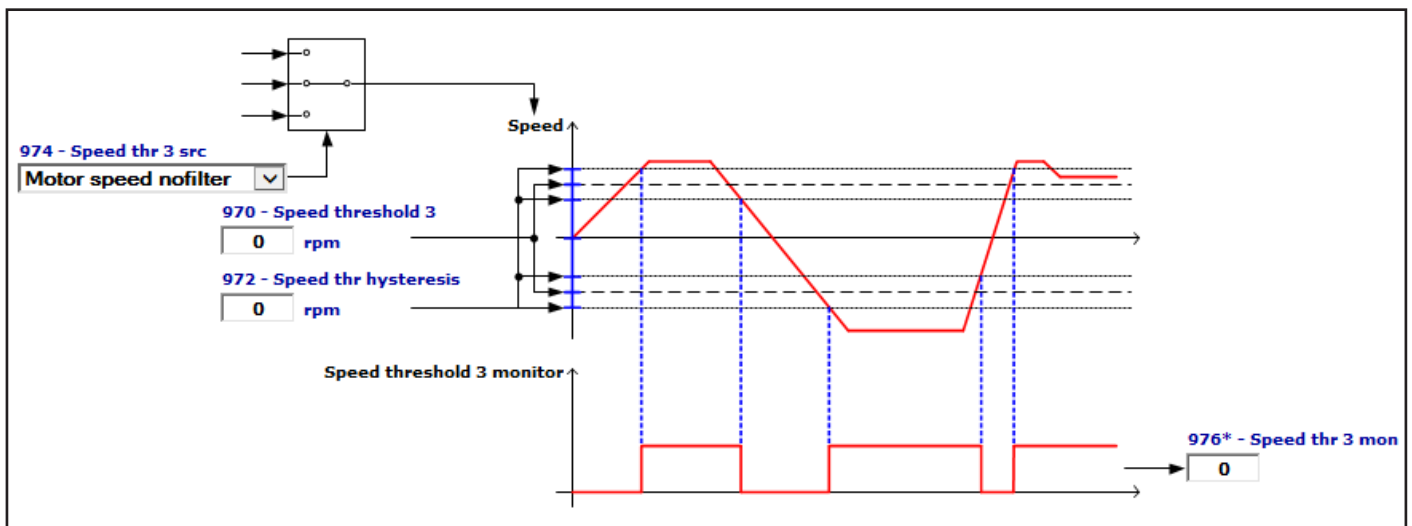 Speed
974 - Speed thr 3 src
Motor speed nofilter
970 - Speed threshold 3
0 rpm
972 - Speed thr hysteresis
0 rpm
Speed threshold 3 monitor
976* - Speed thr 3 mon
0